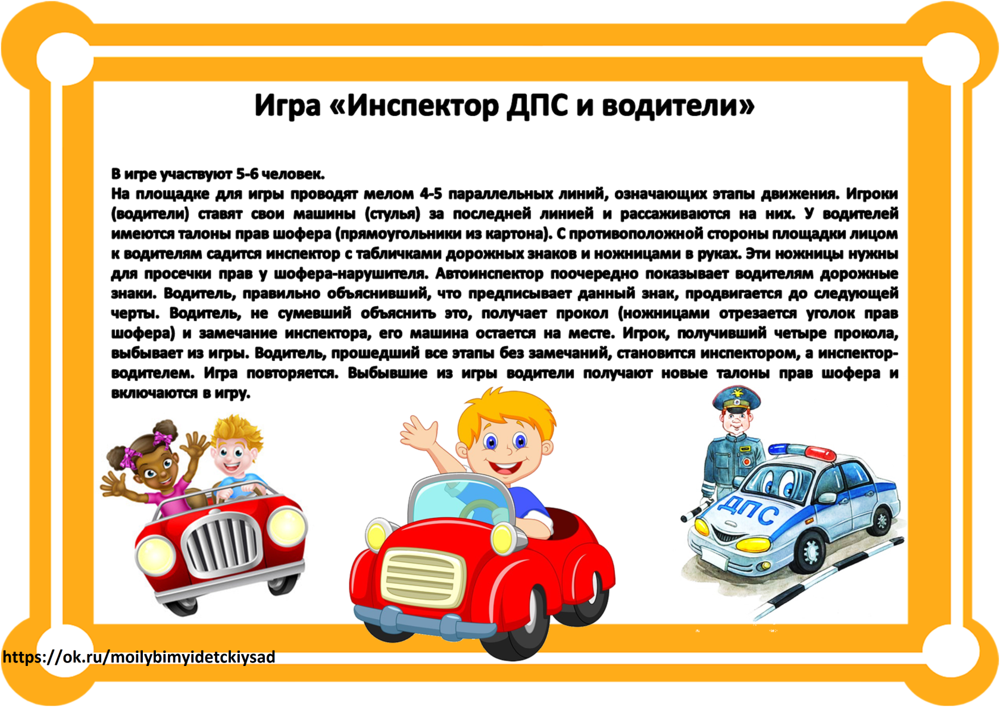 Игра «Инспектор ДПС и водители»
В игре участвуют 5-6 человек.
На площадке для игры проводят мелом 4-5 параллельных линий, означающих этапы движения. Игроки
(водители) ставят свои машины (стулья) за последней линией и рассаживаются на них. У водителей
имеются талоны прав шофера (прямоугольники из картона). С противоположной стороны площадки лицом
к водителям садится инспектор с табличками дорожных знаков и ножницами в руках. Эти ножницы нужны
для просечки прав у шофера-нарушителя. Автоинспектор поочередно показывает водителям дорожные
знаки. Водитель, правильно объяснивший, что предписывает данный знак, продвигается до следующей
черты. Водитель, не сумевший объяснить это, получает прокол (ножницами отрезается уголок прав
шофера) и замечание инспектора, его машина остается на месте. Игрок, получивший четыре прокола,
выбывает из игры. Водитель, прошедший все этапы без замечаний, становится инспектором, а инспектор-
водителем. Игра повторяется. Выбывшие из игры водители получают новые талоны прав шофера и
включаются в игру.
ДПС
https://ok.ru/moilybimyidetckiysad